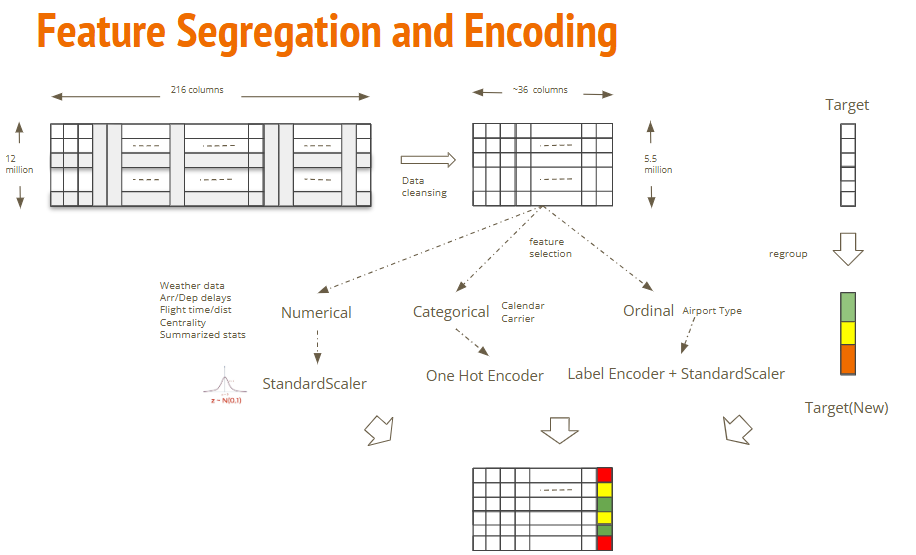 Feature Segregation and Encoding
216 columns
~36 columns
Target
12
million
5.5
million
Data
cleansing
feature
selection
regroup
Weather data
Arr/Dep delays
Flight time/dist
Centrality
Summarized stats
Numerical
Categorical
Calendar
Carrier
Ordinal
Airport Type
StandardScaler
z ~ N(0,1)
One Hot Encoder
Label Encoder + StandardScaler
Target(New)